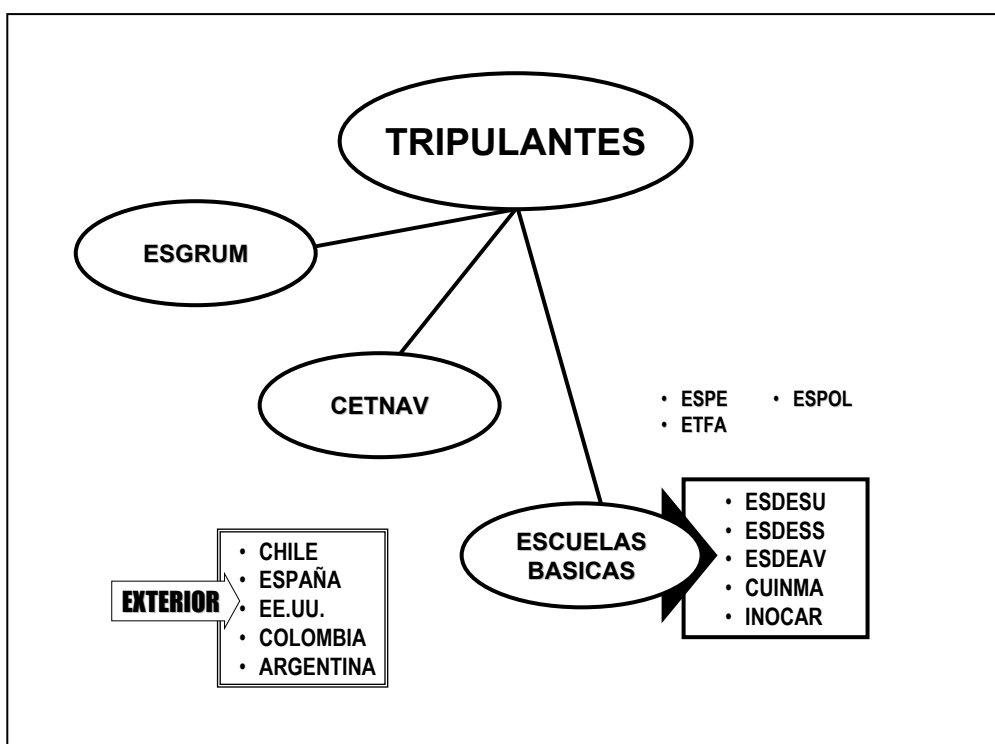 TRIPULANTES
ESGRUM
CETNAV
• ESPE • ESPOL
• ETFA
ESCUELAS
BASICAS
• ESDESU
• ESDESS
• ESDEAV
• CUINMA
• INOCAR
EXTERIOR
• CHILE
• ESPAÑA
• EE.UU.
• COLOMBIA
• ARGENTINA